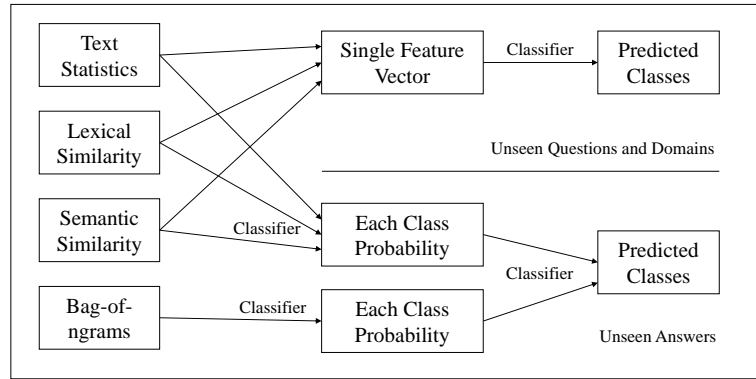 Text
Statistics
Single Feature
Vector
Classifier
Predicted
Classes
Lexical
Similarity
Unseen Questions and Domains
Semantic
Similarity
Classifier
Each Class
Probability
Predicted
Classes
Classifier
Bag-of-
ngrams
Classifier
Each Class
Probability
Unseen Answers